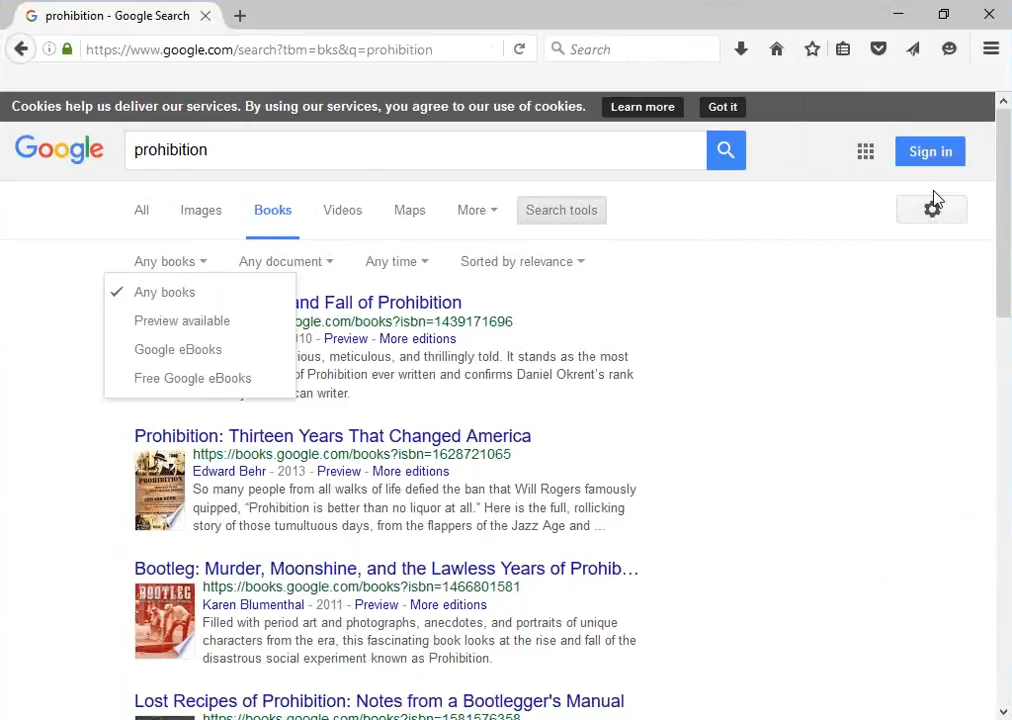 prohibition - Google Search
https://www.google.com/search?tbm=bks&q=prohibition
Search
Cookies help us deliver our services. By using our services, you agree to our use of cookies.
Learn more
Got it
Google
prohibition
Sign in
All
Images
Books
Videos
Maps
More
Search tools
Any books
Any document
Any time
Sorted by relevance
Any books
Preview available
Google eBooks
Free Google eBooks
and Fall of Prohibition
ogle.com/books?isbn=1439171696
010 - Preview - More editions
ious, meticulous, and thrillingly told. It stands as the most
of Prohibition ever written and confirms Daniel Okrent's rank
can writer.
Prohibition: Thirteen Years That Changed America
https://books.google.com/books?isbn=1628721065
Edward Behr - 2013 - Preview - More editions
So many people from all walks of life defied the ban that Will Rogers famously
quipped, “Prohibition is better than no liquor at all.” Here is the full, rollicking
story of those tumultuous days, from the flappers of the Jazz Age and ...
PROHIBITION
Bootleg: Murder, Moonshine, and the Lawless Years of Prohib…
https://books.google.com/books?isbn=1466801581
Karen Blumenthal - 2011 - Preview - More editions
Filled with period art and photographs, anecdotes, and portraits of unique
characters from the era, this fascinating book looks at the rise and fall of the
disastrous social experiment known as Prohibition.
BOOTLEG
Lost Recipes of Prohibition: Notes from a Bootlegger's Manual
https://books.google.com/books?isbn=1581576358